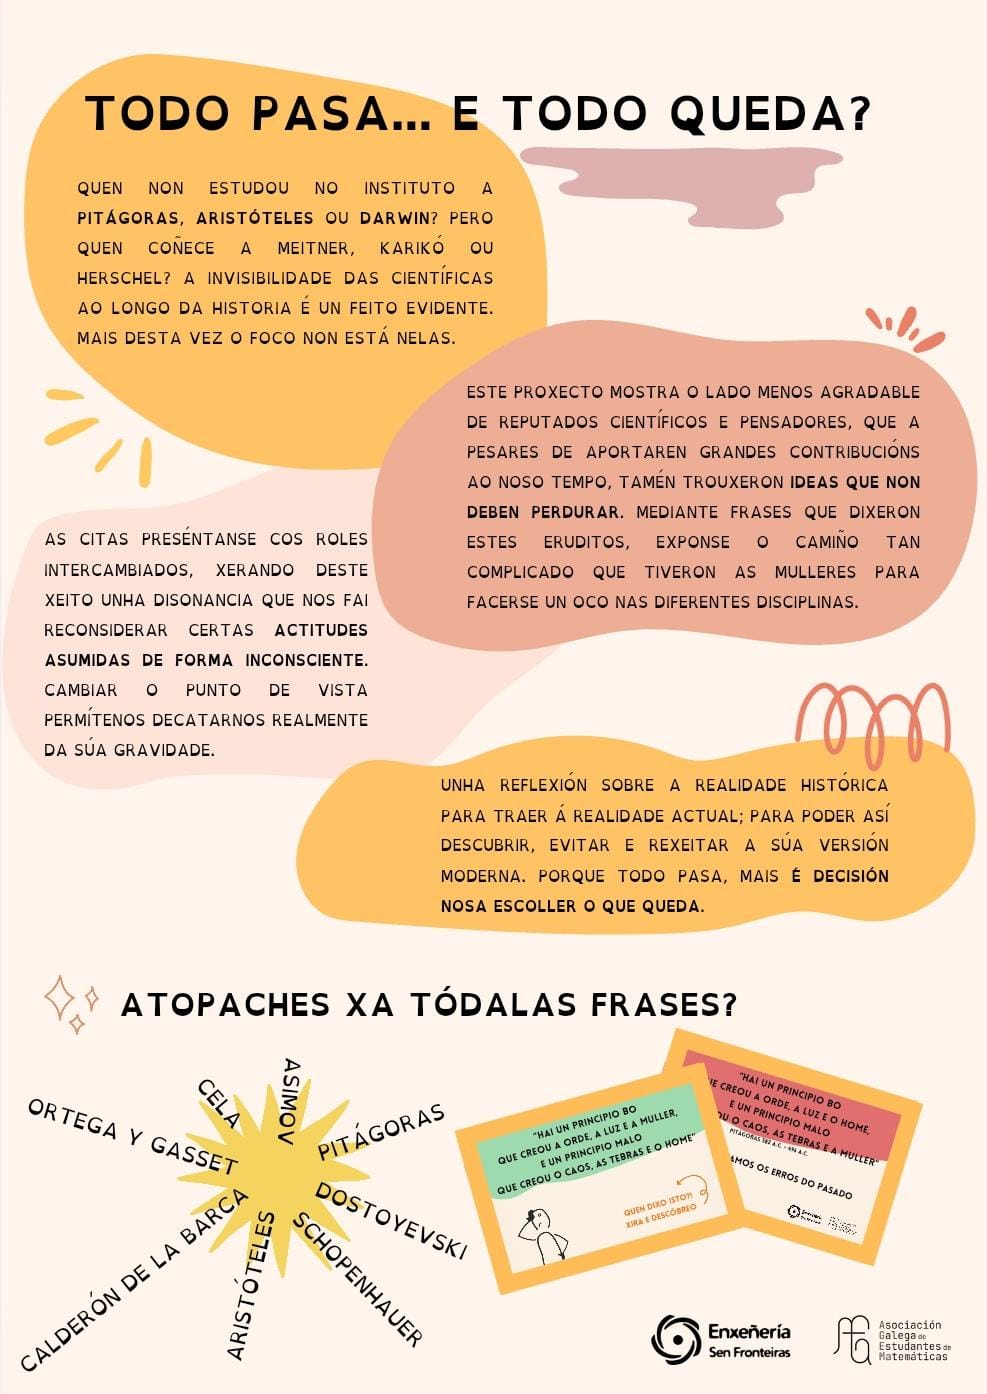 TODO PASA... E TODO QUEDA?
QUEN NON ESTUDOU NO INSTITUTO A
PITÁGORAS, ARISTÓTELES OU DARWIN? PERO
QUEN COÑECE A MEITNER, KARIKÓ OU
HERSCHEL? A INVISIBILIDADE DAS CIENTÍFICAS
AO LONGO DA HISTORIA É UN FEITO EVIDENTE.
MAIS DESTA VEZ O FOCO NON ESTÁ NELAS.
ESTE PROXECTO MOSTRA O LADO MENOS AGRADABLE
DE REPUTADOS CIENTÍFICOS E PENSADORES, QUE A
PESARES DE APORTAREN GRANDES CONTRIBUCIÓNS
AO NOSO TEMPO, TAMÉN TROUXERON IDEAS QUE NON
DEBEN PERDURAR. MEDIANTE FRASES QUE DIXERON
ESTES ERUDITOS, EXPONSE O CAMIÑO TAN
COMPLICADO QUE TIVERON AS MULLERES PARA
FACERSE UN OCO NAS DIFERENTES DISCIPLINAS.
AS CITAS PRESÉNTANSE COS ROLES
INTERCAMBIADOS, XERANDO DESTE
XEITO UNHA DISONANCIA QUE NOS FAI
RECONSIDERAR CERTAS ACTITUDES
ASUMIDAS DE FORMA INCONSCIENTE.
CAMBIAR O PUNTO DE VISTA
PERMÍTENOS DECATARNOS REALMENTE
DA SÚA GRAVIDADE.
UNHA REFLEXIÓN SOBRE A REALIDADE HISTÓRICA
PARA TRAER Á REALIDADE ACTUAL; PARA PODER ASÍ
DESCUBRIR, EVITAR E REXEITAR A SÚA VERSIÓN
MODERNA. PORQUE TODO PASA, MAIS É DECISIÓN
NOSA ESCOLLER O QUE QUEDA.
ATOPACHES XA TÓDALAS FRASES?
ORTEGA Y GASSET
CELA
ASIMOV
PITÁGORAS
DOSTOYEVSKI
SCHOPENHAUER
ARISTÓTELES
CALDERÓN DE LA BARCA
"HAI UN PRINCIPIO BO
QUE CREOU A ORDE, A LUZ E A MULLER,
E UN PRINCIPIO MALO
QUE CREOU O CAOS, AS TEBRAS E O HOME"
QUEN DIXO ISTO?!
XIRA E DESCÓBREO
"HAI UN PRINCIPIO BO
UE CREOU A ORDE, A LUZ E O HOME,
E UN PRINCIPIO MALO
OU O CAOS, AS TEBRAS E A MULLER"
PITÁGORAS 582 A.C. - 496 A.C.
AMOS OS ERROS DO PASADO
Enxeñería
Sen Fronteiras
Asociación
Galega de
Estudantes de
Matemáticas